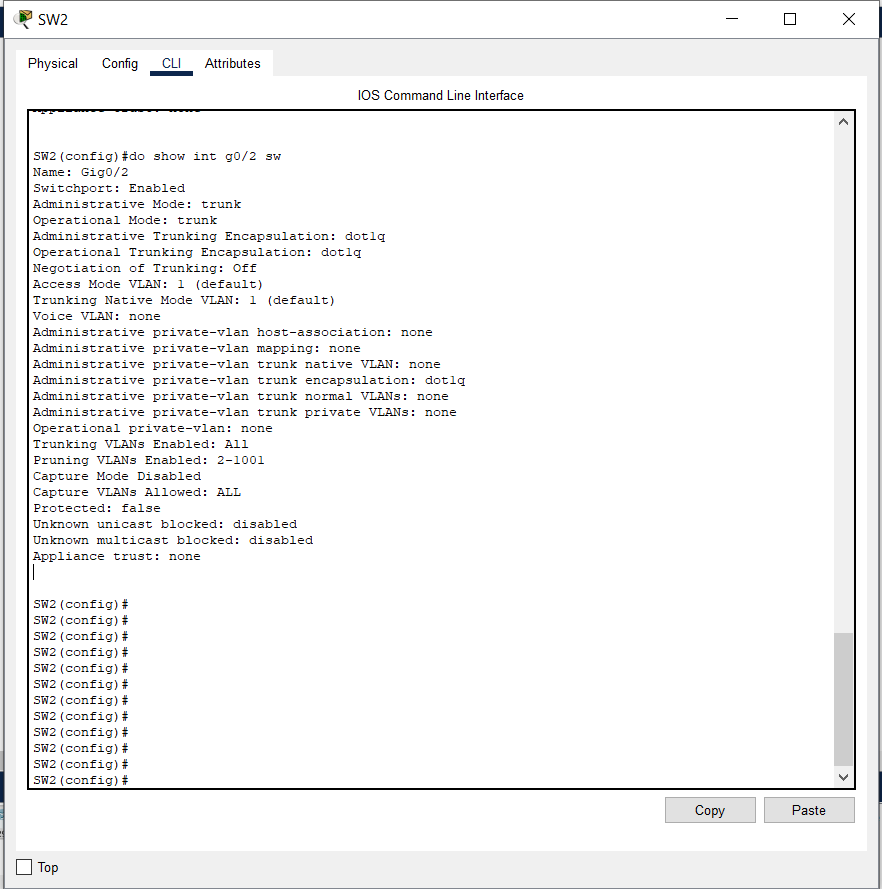 SW2
Physical Config CLI Attributes
IOS Command Line Interface
SW2(config)#do show int g0/2 sw
Name: Gig0/2
Switchport: Enabled
Administrative Mode: trunk
Operational Mode: trunk
Administrative Trunking Encapsulation: dot1q
Operational Trunking Encapsulation: dot1q
Negotiation of Trunking: Off
Access Mode VLAN: 1 (default)
Trunking Native Mode VLAN: 1 (default)
Voice VLAN: none
Administrative private-vlan host-association: none
Administrative private-vlan mapping: none
Administrative private-vlan trunk native VLAN: none
Administrative private-vlan trunk encapsulation: dot1q
Administrative private-vlan trunk normal VLANs: none
Administrative private-vlan trunk private VLANs: none
Operational private-vlan: none
Trunking VLANs Enabled: All
Pruning VLANs Enabled: 2-1001
Capture Mode Disabled
Capture VLANs Allowed: ALL
Protected: false
Unknown unicast blocked: disabled
Unknown multicast blocked: disabled
Appliance trust: none
SW2(config)#
SW2(config)#
SW2(config)#
SW2(config)#
SW2(config)#
SW2(config)#
SW2(config)#
SW2(config)#
SW2(config)#
SW2(config)#
SW2(config)#
SW2(config)#
Copy Paste
Top